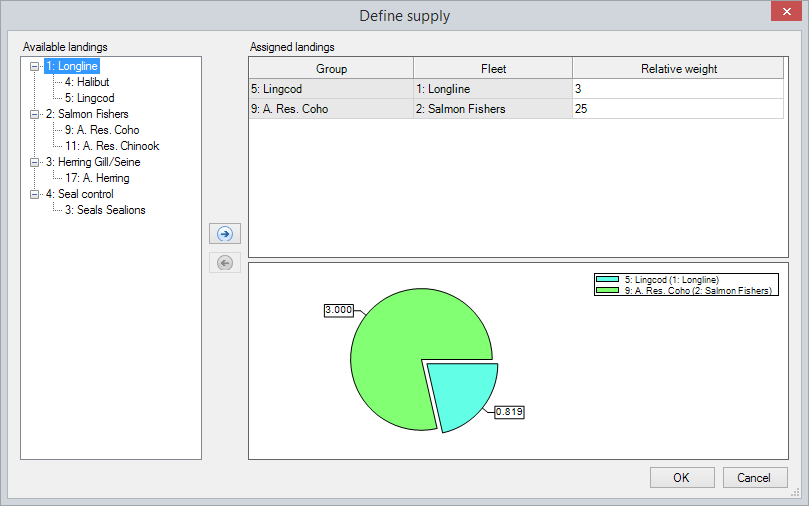 Define supply
Available landings
1: Longline
4: Halibut
5: Lingcod
2: Salmon Fishers
9: A. Res. Coho
11: A. Res. Chinook
3: Herring Gill/Seine
17: A. Herring
4: Seal control
3: Seals Sealions
Assigned landings
Group Fleet Relative weight
5: Lingcod 1: Longline 3
9: A. Res. Coho 2: Salmon Fishers 25
5: Lingcod (1: Longline)
9: A. Res. Coho (2: Salmon Fishers)
3.000
0.819
OK Cancel